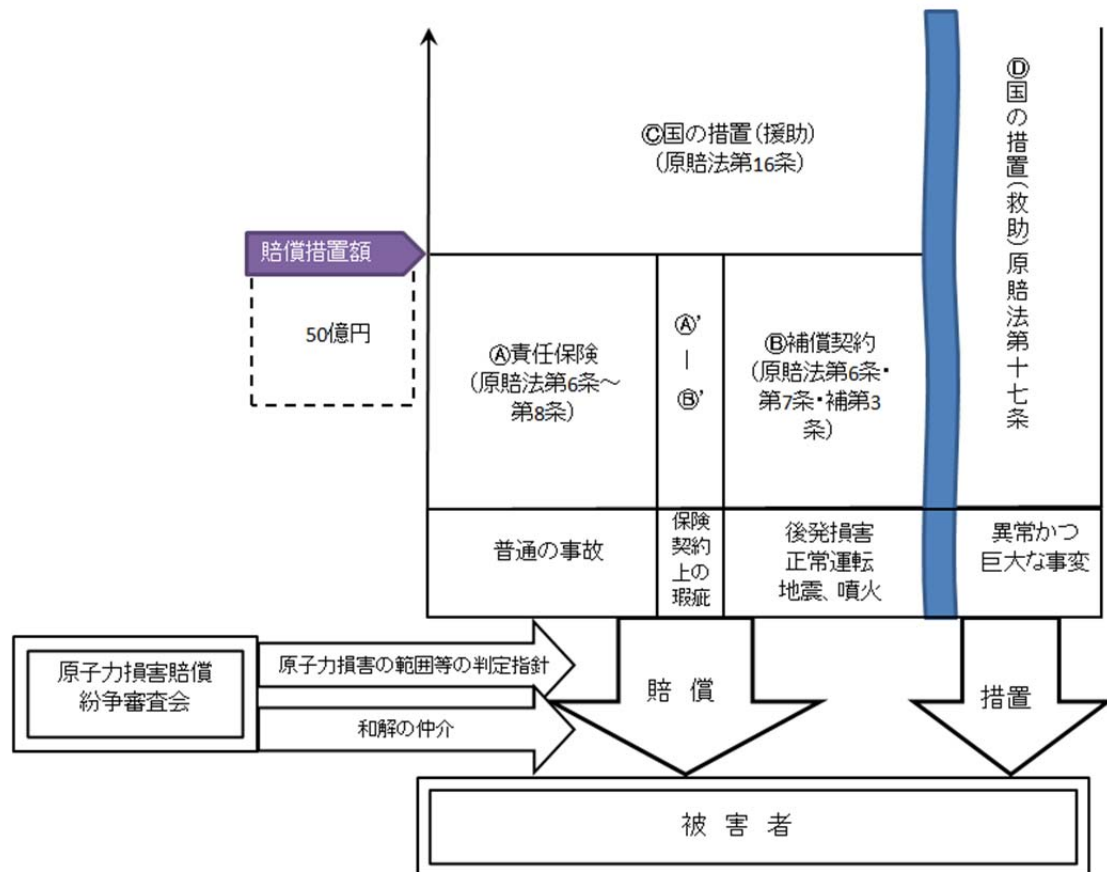 Ⓒ国の措置(援助)
(原賠法第16条)
Ⓓ国の措置(救助)原賠法第十七条
賠償措置額
50億円
Ⓐ責任保険
(原賠法第6条~
第8条)
Ⓐ’
|
Ⓑ’
Ⓑ補償契約
(原賠法第6条・
第7条・補第3
条)
普通の事故
保険
契約
上の
瑕疵
後発損害
正常運転
地震、噴火
異常かつ
巨大な事変
原子力損害賠償
紛争審査会
原子力損害の範囲等の判定指針
和解の仲介
賠 償
措置
被 害 者